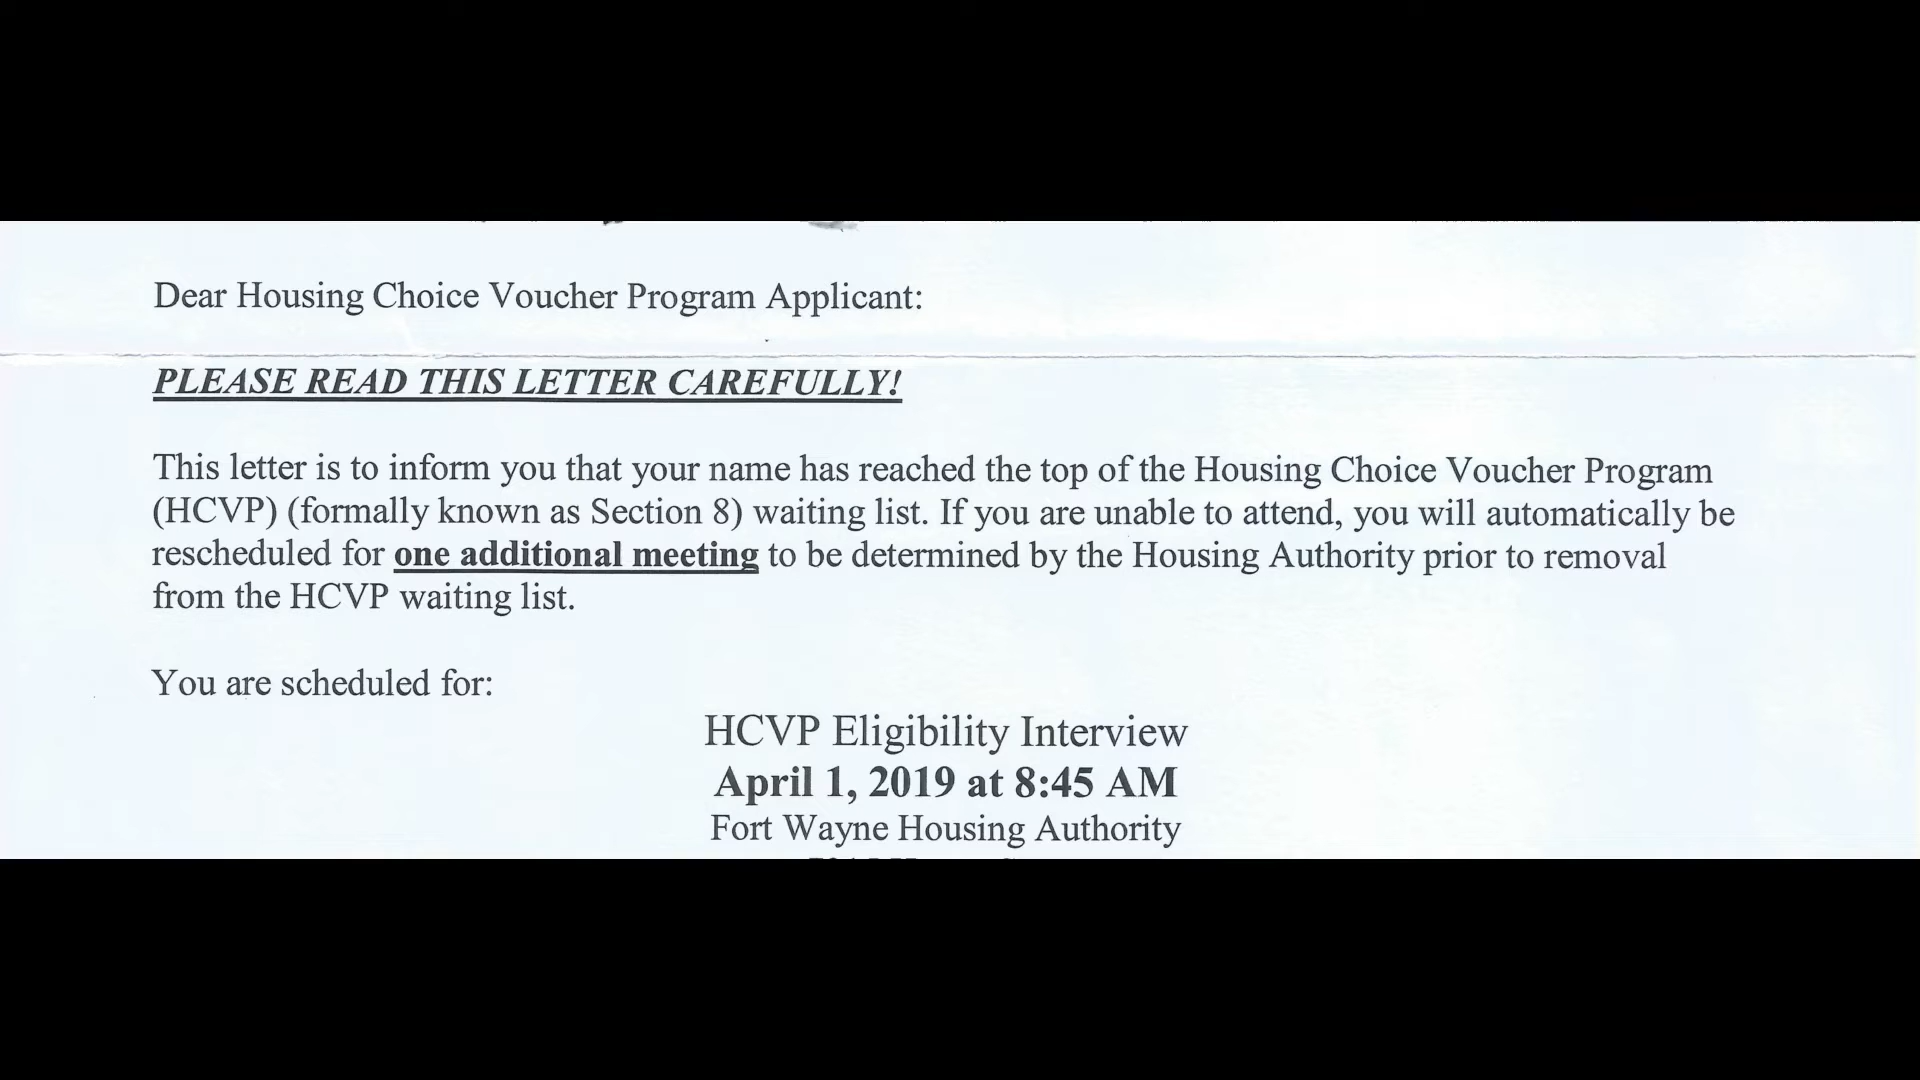 Dear Housing Choice Voucher Program Applicant:
PLEASE READ THIS LETTER CAREFULLY!
This letter is to inform you that your name has reached the top of the Housing Choice Voucher Program
(HCVP) (formally known as Section 8) waiting list. If you are unable to attend, you will automatically be
rescheduled for one additional meeting to be determined by the Housing Authority prior to removal
from the HCVP waiting list.
You are scheduled for:
HCVP Eligibility Interview
April 1, 2019 at 8:45 AM
Fort Wayne Housing Authority